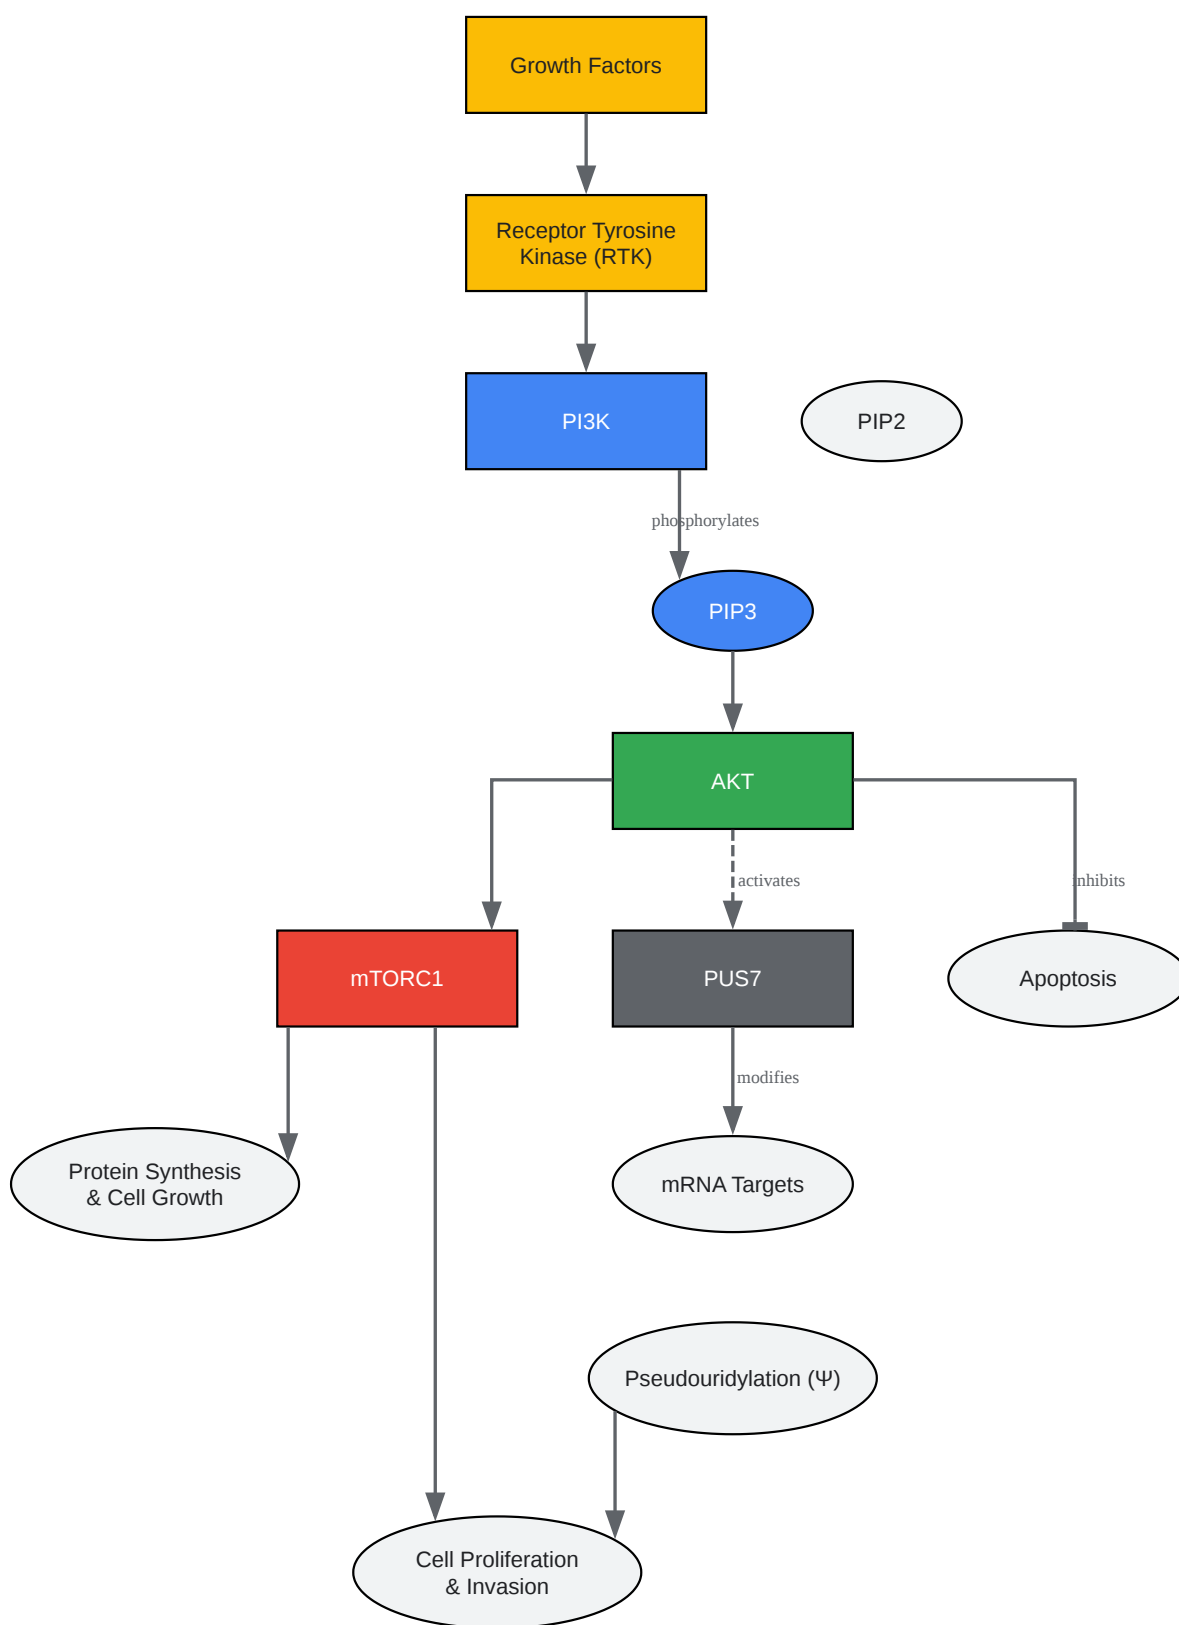 Growth Factors
Receptor Tyrosine
Kinase (RTK)
PI3K
PIP2
phosphorylates
PIP3
AKT
activates
inhibits
mTORC1
PUS7
Apoptosis
modifies
Protein Synthesis
& Cell Growth
mRNA Targets
Pseudouridylation (Ψ)
Cell Proliferation
& Invasion